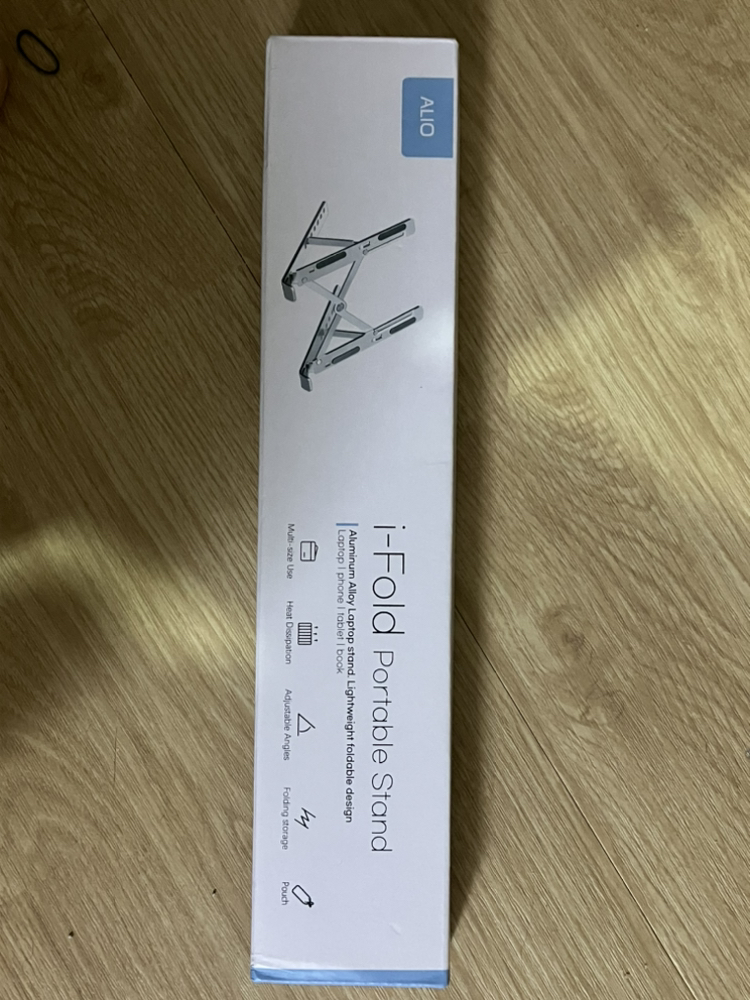 ALIO
i-Fold Portable Stand
Aluminum Alloy Laptop stand. Lightweight foldable design
Laptop | phone | tablet | book
Multi-size Use
Heat Dissipation
Adjustable Angles
Folding storage
Pouch